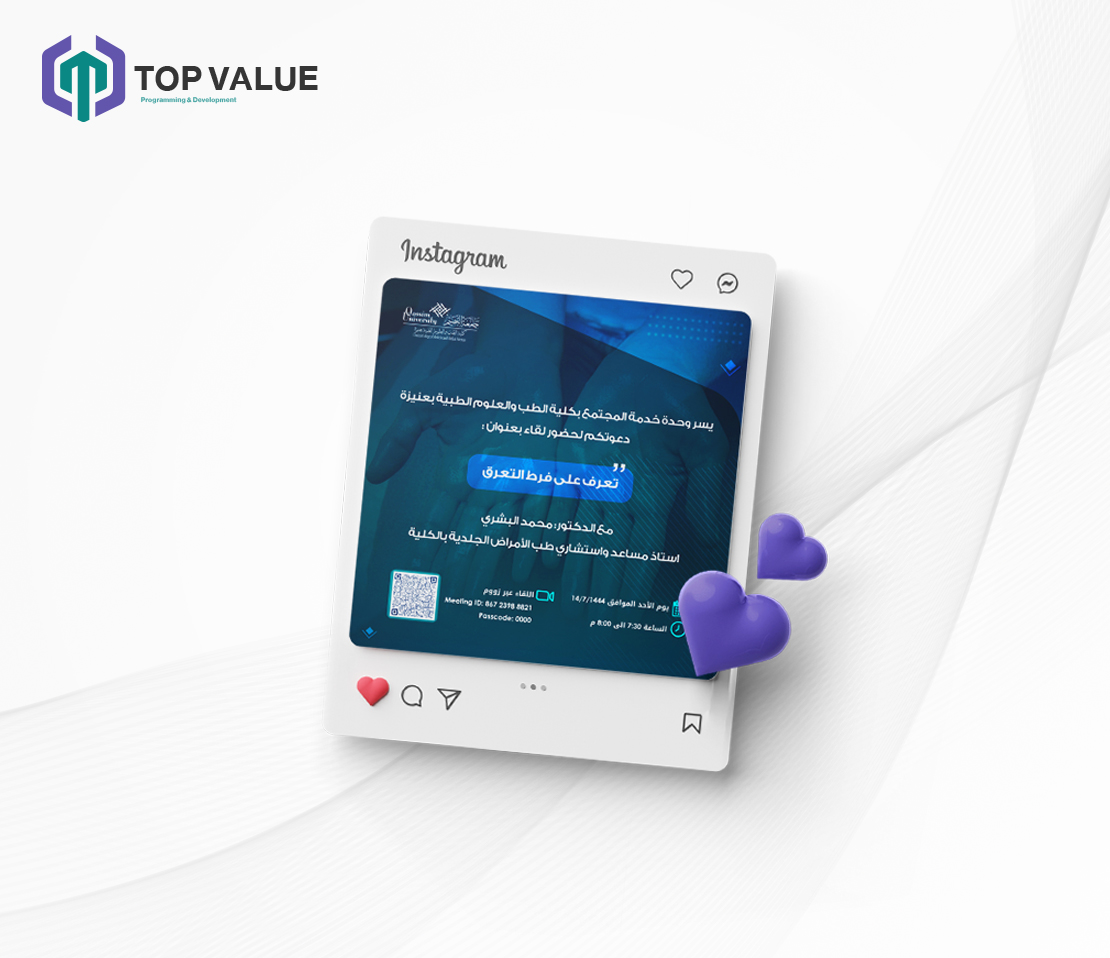 TOP VALUE
Programming & Development
Instagram
Qassim
University
جامعة القصيم
يسر وحدة خدمة المجتمع بكلية الطب والعلوم الطبية بعنيزة
دعوتكم لحضور لقاء بعنوان :
تعرف على فرط التعرق
مع الدكتور: محمد البشري
استاذ مساعد واستشاري طب الأمراض الجلدية بالكلية
يوم الأحد الموافق 14/7/1444
الساعة 7:30 الى 8:00 م
اللقاء عبر زووم
Meeting ID: 867 2398 8821
Passcode: 0000